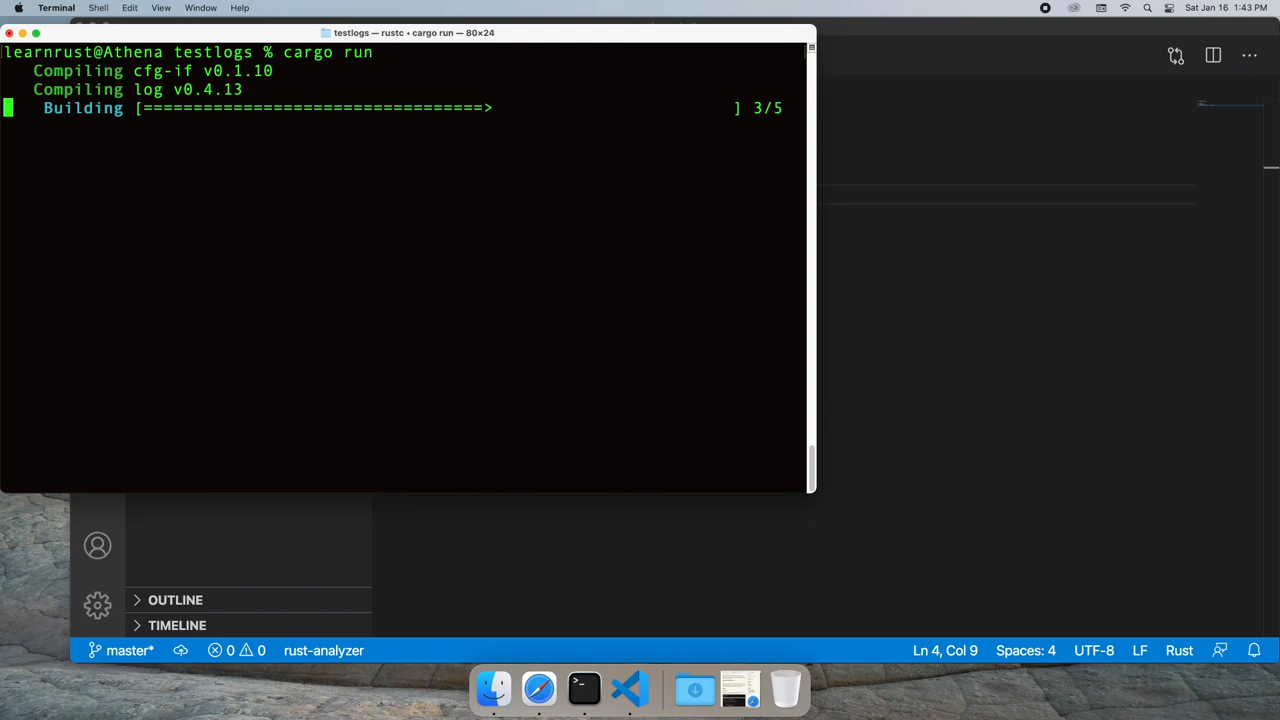 Terminal Shell Edit View Window Help Sat Jan 16 1:43 PM
testlogs — rustc • cargo run — 80×24
learnrust@Athena testlogs % cargo run
Compiling cfg-if v0.1.10
Compiling log v0.4.13
Building [==================================> ] 3/5
OUTLINE
TIMELINE
master* 0 0 rust-analyzer Ln 4, Col 9 Spaces: 4 UTF-8 LF Rust